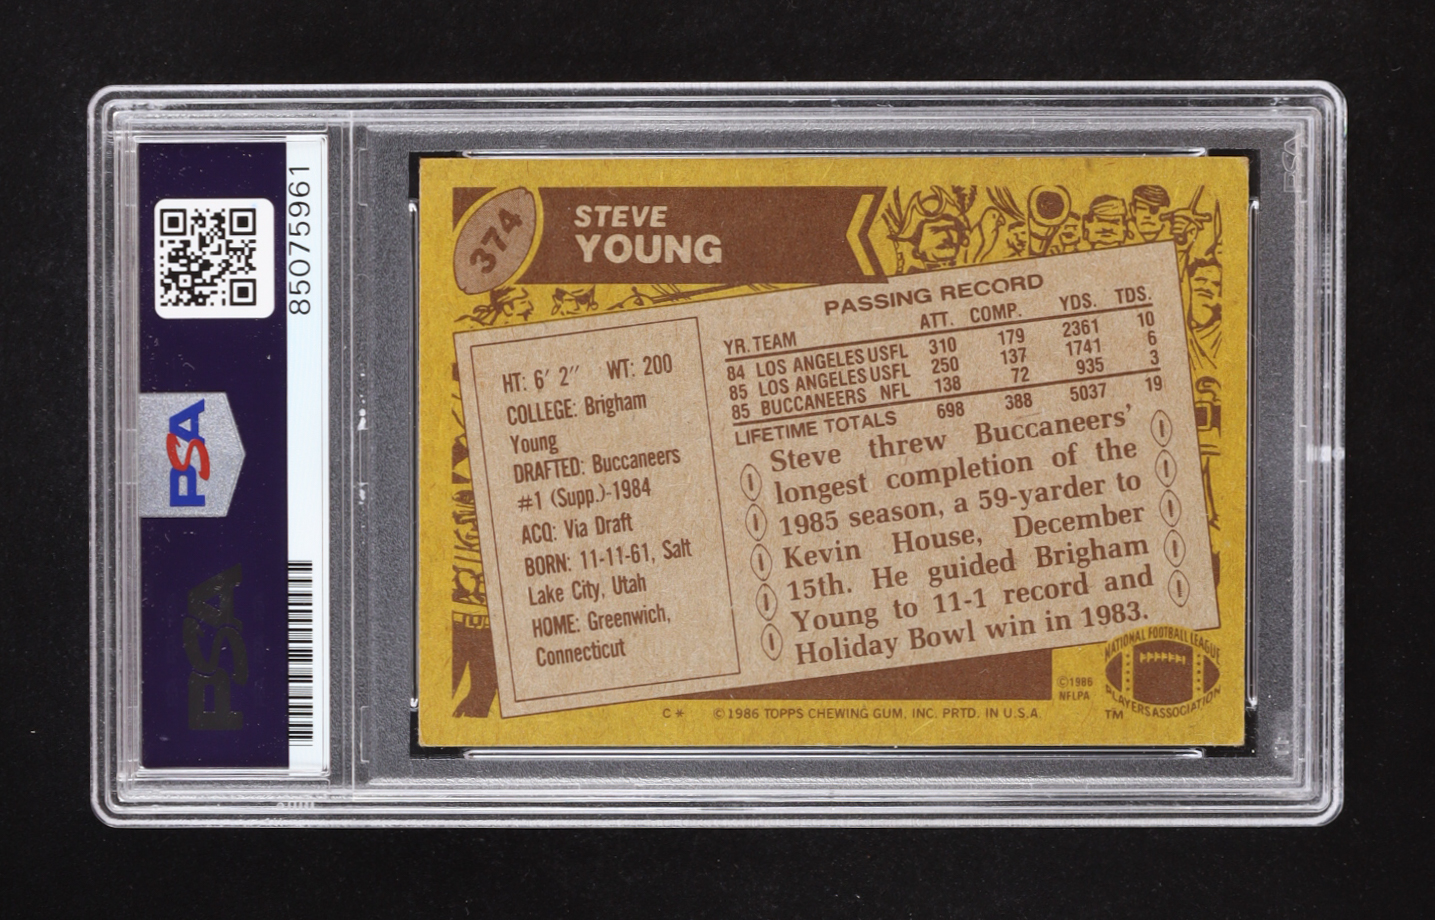 85075961
PSA
PSA
374
STEVE
YOUNG
HT: 6′ 2″ WT: 200
COLLEGE: Brigham
Young
DRAFTED: Buccaneers
#1 (Supp.)-1984
ACQ: Via Draft
BORN: 11-11-61, Salt
Lake City, Utah
HOME: Greenwich,
Connecticut
PASSING RECORD
YR. TEAM ATT. COMP. YDS. TDS.
84 LOS ANGELES USFL 310 179 2361 10
85 LOS ANGELES USFL 250 137 1741 6
85 BUCCANEERS NFL 138 72 935 3
LIFETIME TOTALS 698 388 5037 19
Steve threw Buccaneers'
longest completion of the
1985 season, a 59-yarder to
Kevin House, December
15th. He guided Brigham
Young to 11-1 record and
Holiday Bowl win in 1983.
©1986
NFLPA
NATIONAL FOOTBALL LEAGUE
PLAYERS ASSOCIATION
TM
C* ©1986 TOPPS CHEWING GUM, INC. PRTD. IN U.S.A.